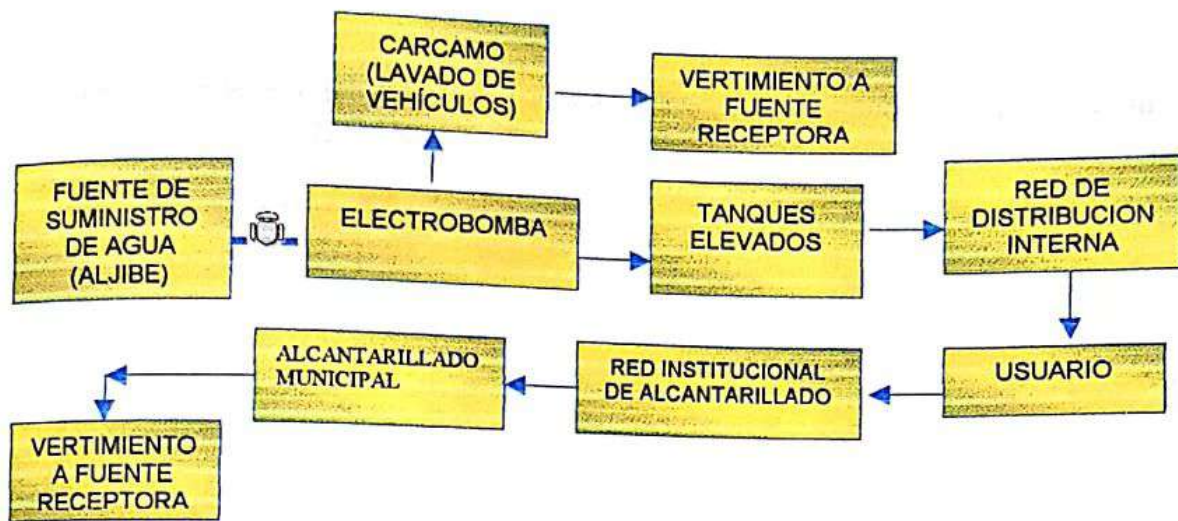 CARCAMO
(LAVADO DE
VEHÍCULOS)
VERTIMIENTO A
FUENTE
RECEPTORA
FUENTE DE
SUMINISTRO
DE AGUA
(ALJIBE)
ELECTROBOMBA
TANQUES
ELEVADOS
RED DE
DISTRIBUCION
INTERNA
USUARIO
RED INSTITUCIONAL
DE ALCANTARILLADO
ALCANTARILLADO
MUNICIPAL
VERTIMIENTO
A FUENTE
RECEPTORA